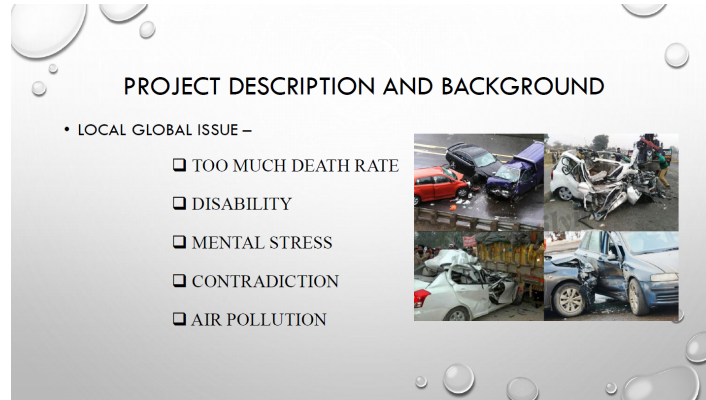 PROJECT DESCRIPTION AND BACKGROUND
• LOCAL GLOBAL ISSUE –
❑ TOO MUCH DEATH RATE
❑ DISABILITY
❑ MENTAL STRESS
❑ CONTRADICTION
❑ AIR POLLUTION